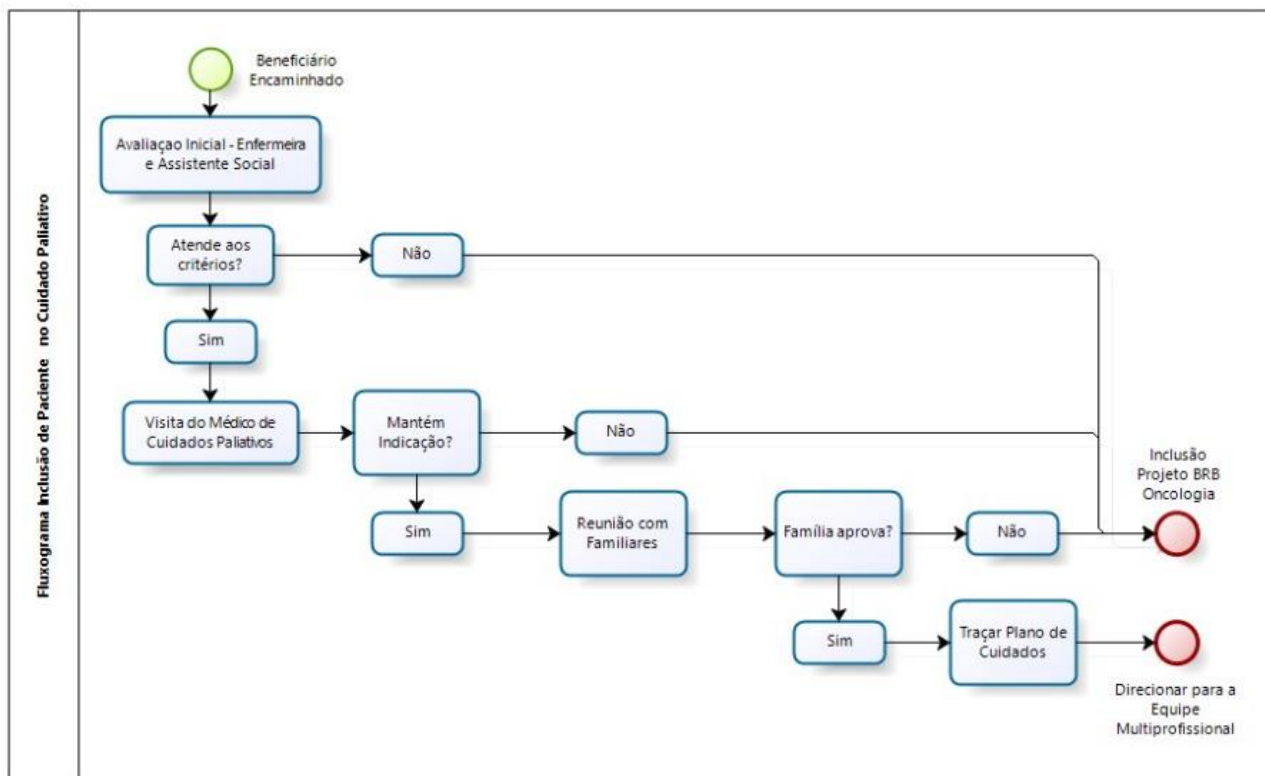 Fluxograma Inclusão de Paciente no Cuidado Paliativo
Beneficiário
Encaminhado
Avaliaçao Inicial - Enfermeira
e Assistente Social
Atende aos
critérios?
Não
Sim
Visita do Médico de
Cuidados Paliativos
Mantém
Indicação?
Não
Sim
Reunião com
Familiares
Família aprova?
Não
Inclusão
Projeto BRB
Oncologia
Sim
Traçar Plano de
Cuidados
Direcionar para a
Equipe
Multiprofissional